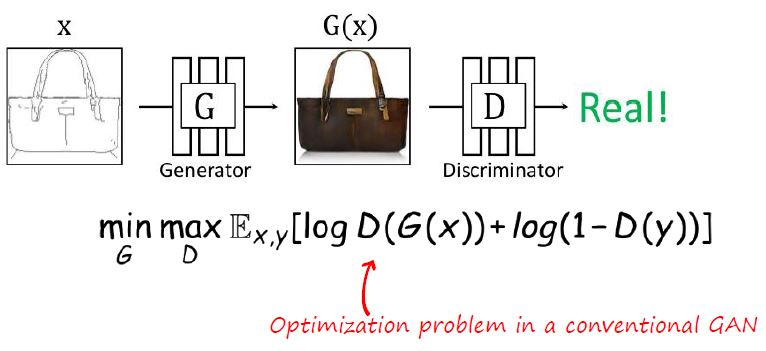 x G(x)
G D Real!
Generator Discriminator
min max 𝔼x,y[log D(G(x))+log(1-D(y))]
G D
Optimization problem in a conventional GAN